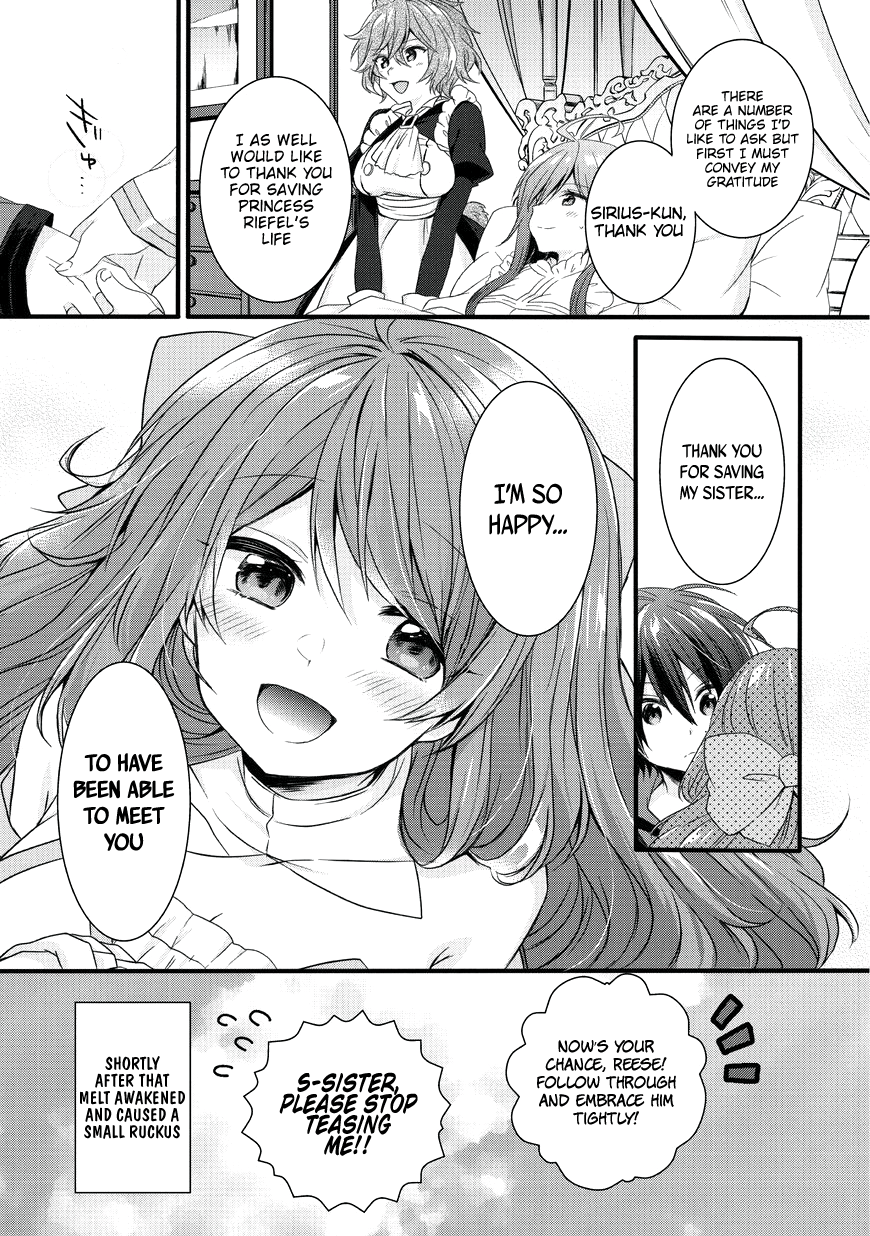 THERE
ARE A NUMBER
OF THINGS I'D
LIKE TO ASK BUT
FIRST I MUST
CONVEY MY
GRATITUDE
SIRIUS-KUN,
THANK YOU
I AS WELL
WOULD LIKE
TO THANK YOU
FOR SAVING
PRINCESS
RIEFEL'S
LIFE
ギュ...
THANK YOU
FOR SAVING
MY SISTER...
I'M SO
HAPPY...
TO HAVE
BEEN ABLE
TO MEET
YOU
NOW'S YOUR
CHANCE, REESE!
FOLLOW THROUGH
AND EMBRACE HIM
TIGHTLY!
S-SISTER,
PLEASE STOP
TEASING
ME!!
SHORTLY
AFTER THAT
MELT AWAKENED
AND CAUSED A
SMALL RUCKUS